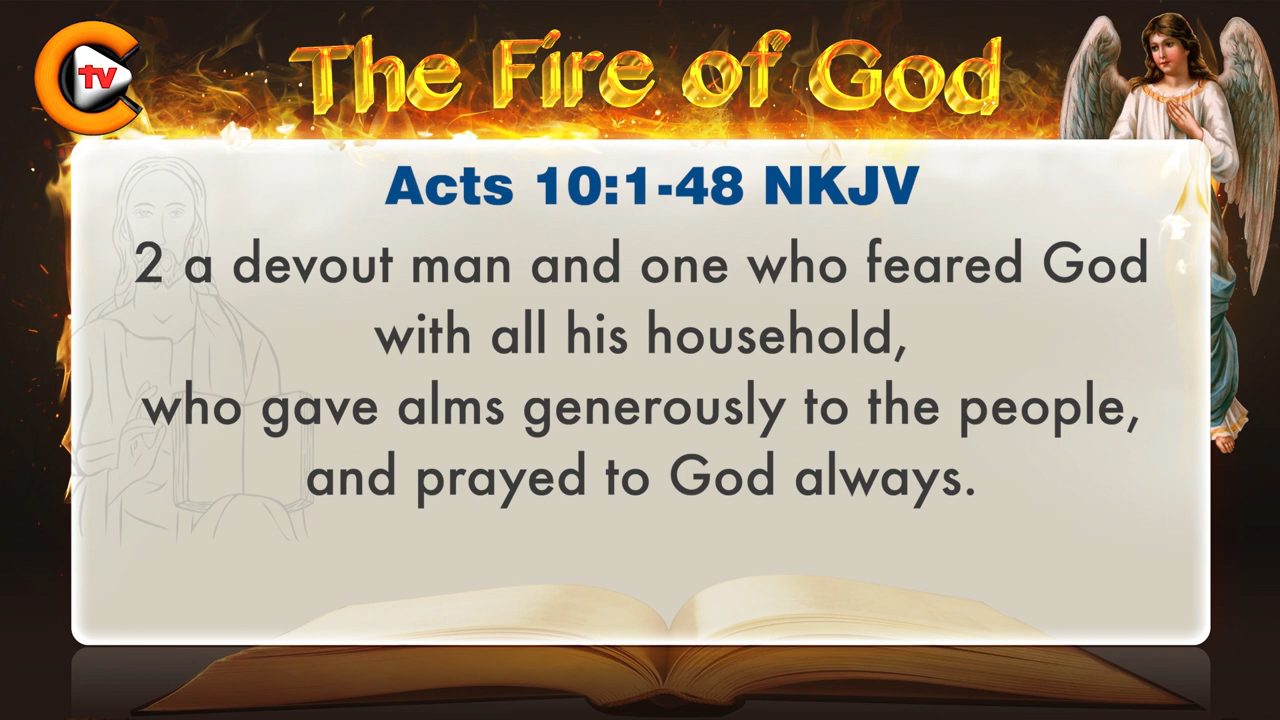 tv
The Fire of God
Acts 10:1-48 NKJV
2 a devout man and one who feared God
with all his household,
who gave alms generously to the people,
and prayed to God always.